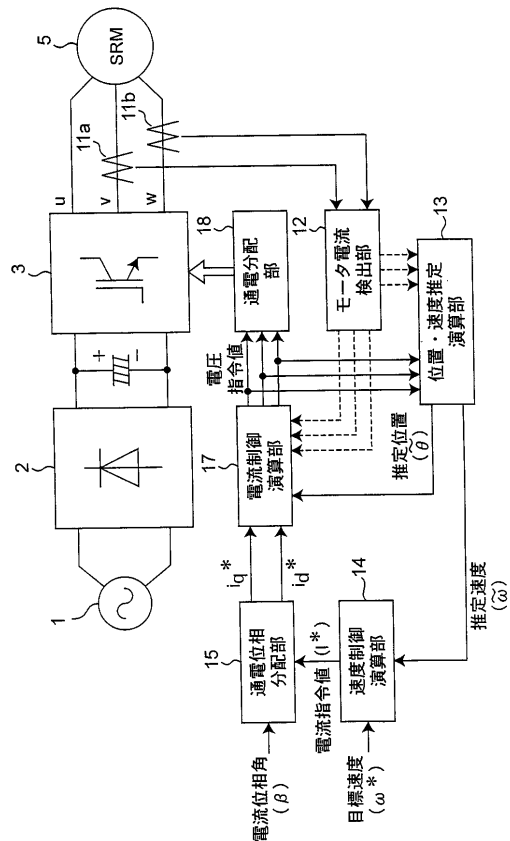 1
2
3
+
-
u
v
w
11a
11b
5
SRM
18
通電分配
部
12
モータ電流
検出部
13
位置・速度推定
演算部
電圧
指令値
17
電流制御
演算部
推定位置
(θ̃)
iq*
id*
15
通電位相
分配部
電流位相角
(β)
電流指令値 (I*)
14
速度制御
演算部
目標速度
(ω*)
推定速度
(ω̃)